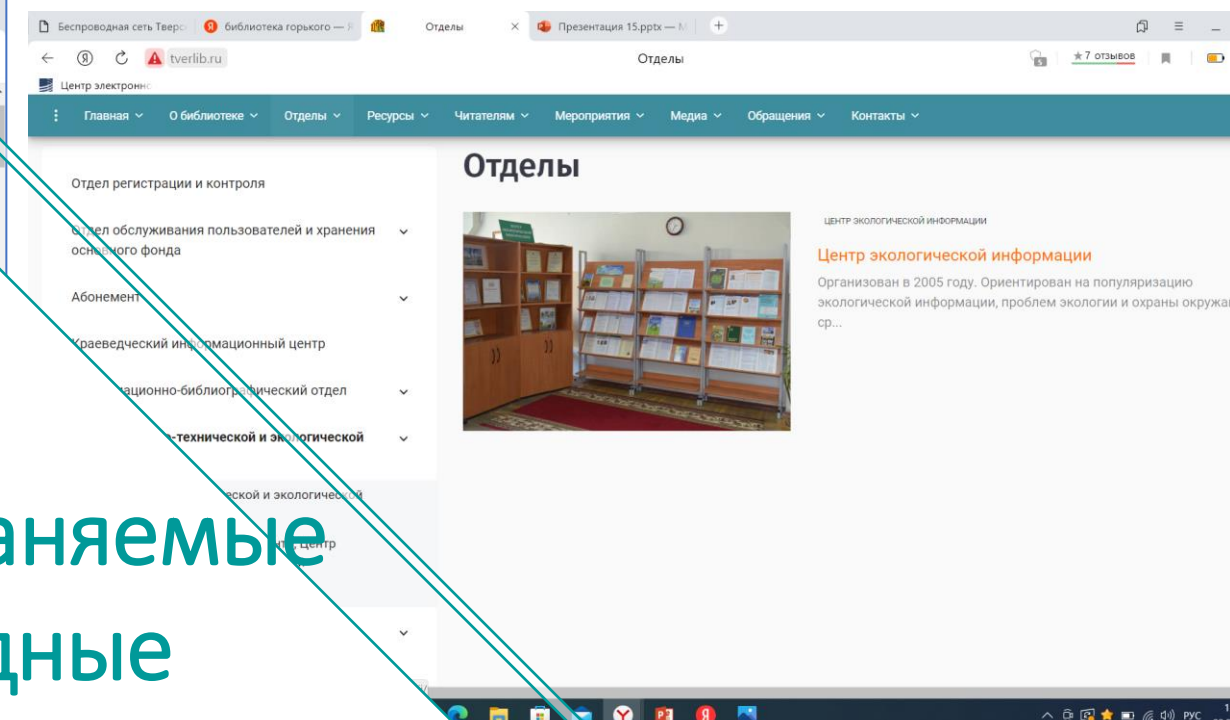 Беспроводная сеть Тверс
библиотека горького — Я
Отделы
Презентация 15.pptx — М
tverlib.ru
Отделы
5
★7 отзывов
Центр электронно
Главная
О библиотеке
Отделы
Ресурсы
Читателям
Мероприятия
Медиа
Обращения
Контакты
Отдел регистрации и контроля
Отдел обслуживания пользователей и хранения
основного фонда
Абонемент
Краеведческий информационный центр
ационно-библиографический отдел
-технической и экологической
еской и экологической
Центр
Отделы
ЦЕНТР ЭКОЛОГИЧЕСКОЙ ИНФОРМАЦИИ
Центр экологической информации
Организован в 2005 году. Ориентирован на популяризацию
экологической информации, проблем экологии и охраны окружа
ср...
аняемые
дные
РУС